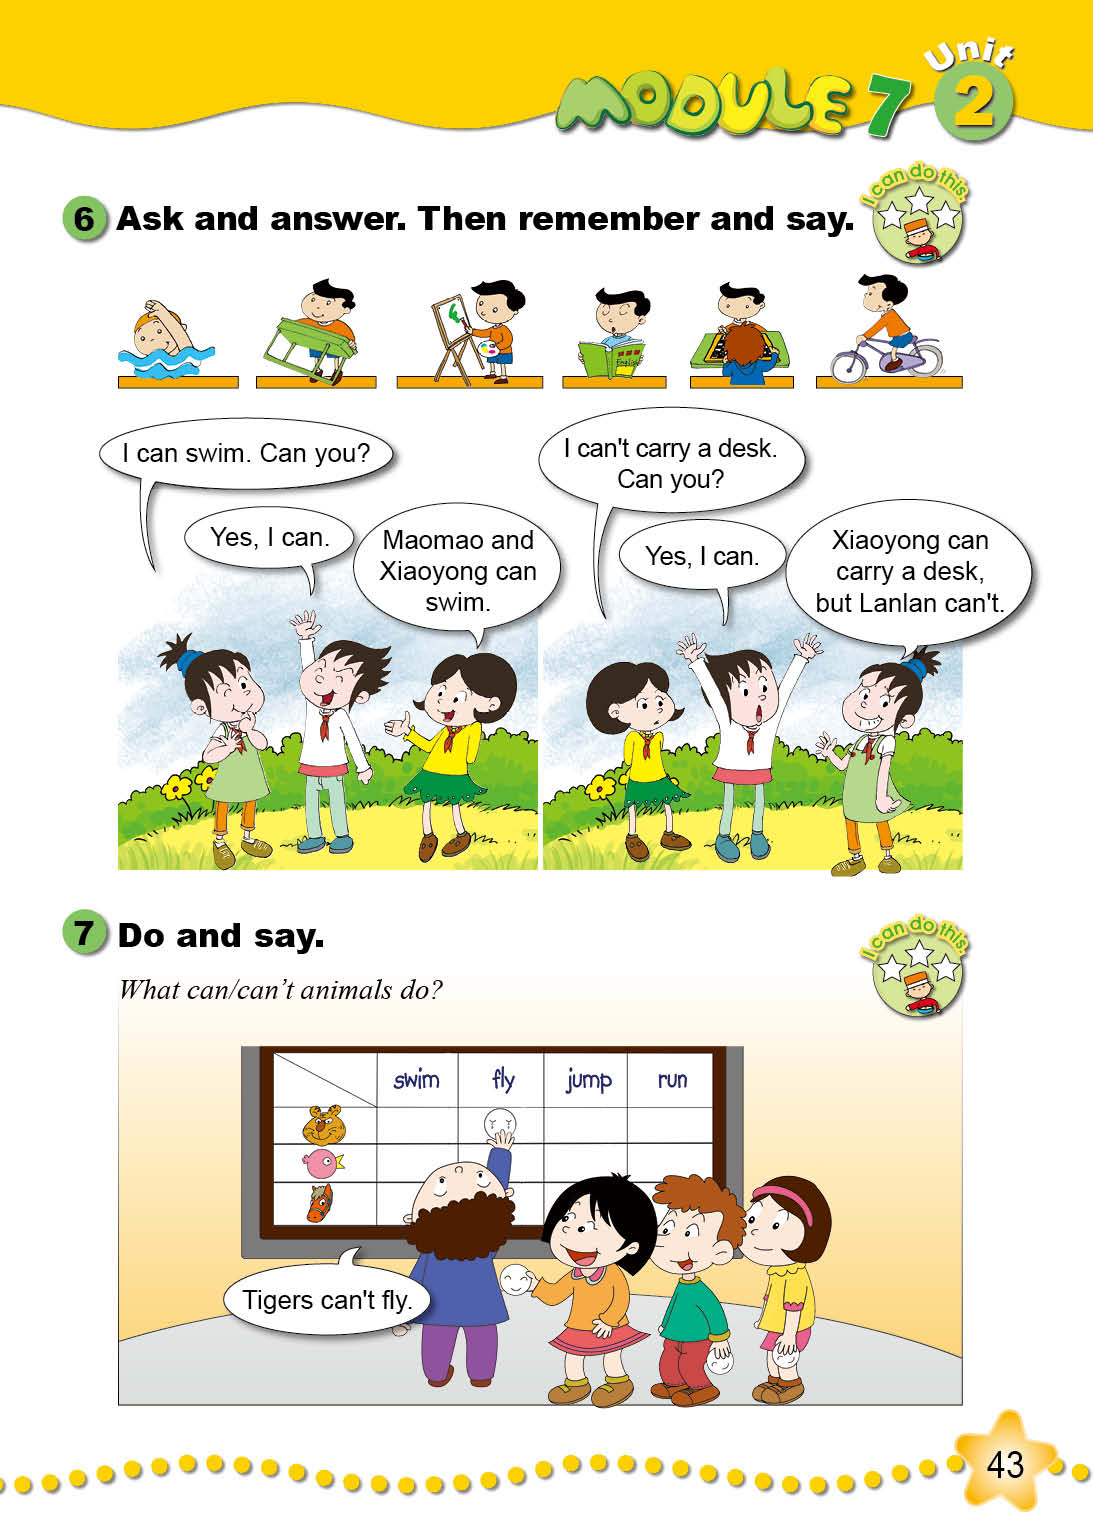 MODULE 7
Unit
2
6 Ask and answer. Then remember and say.
I can do this.
English
I can swim. Can you?
Yes, I can.
Maomao and
Xiaoyong can
swim.
I can't carry a desk.
Can you?
Yes, I can.
Xiaoyong can
carry a desk,
but Lanlan can't.
7 Do and say.
I can do this.
What can/can't animals do?
swim fly jump run
Tigers can't fly.
43